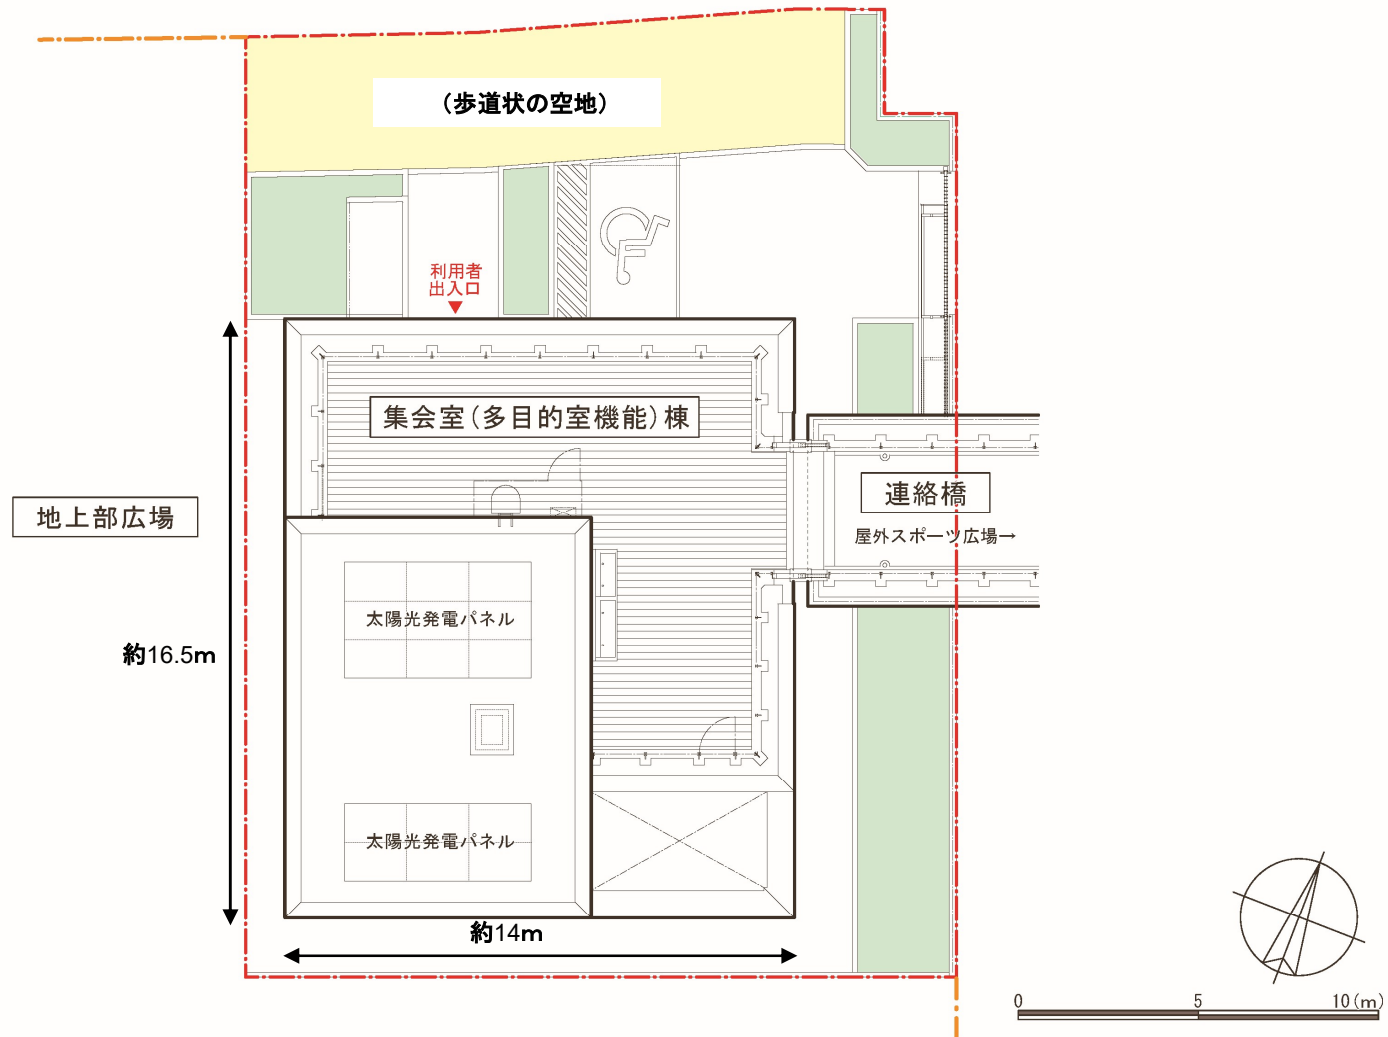 （歩道状の空地）
利用者
出入口
集会室（多目的室機能）棟
地上部広場
連絡橋
屋外スポーツ広場→
太陽光発電パネル
約16.5ｍ
太陽光発電パネル
約14ｍ
0 5 10（m）